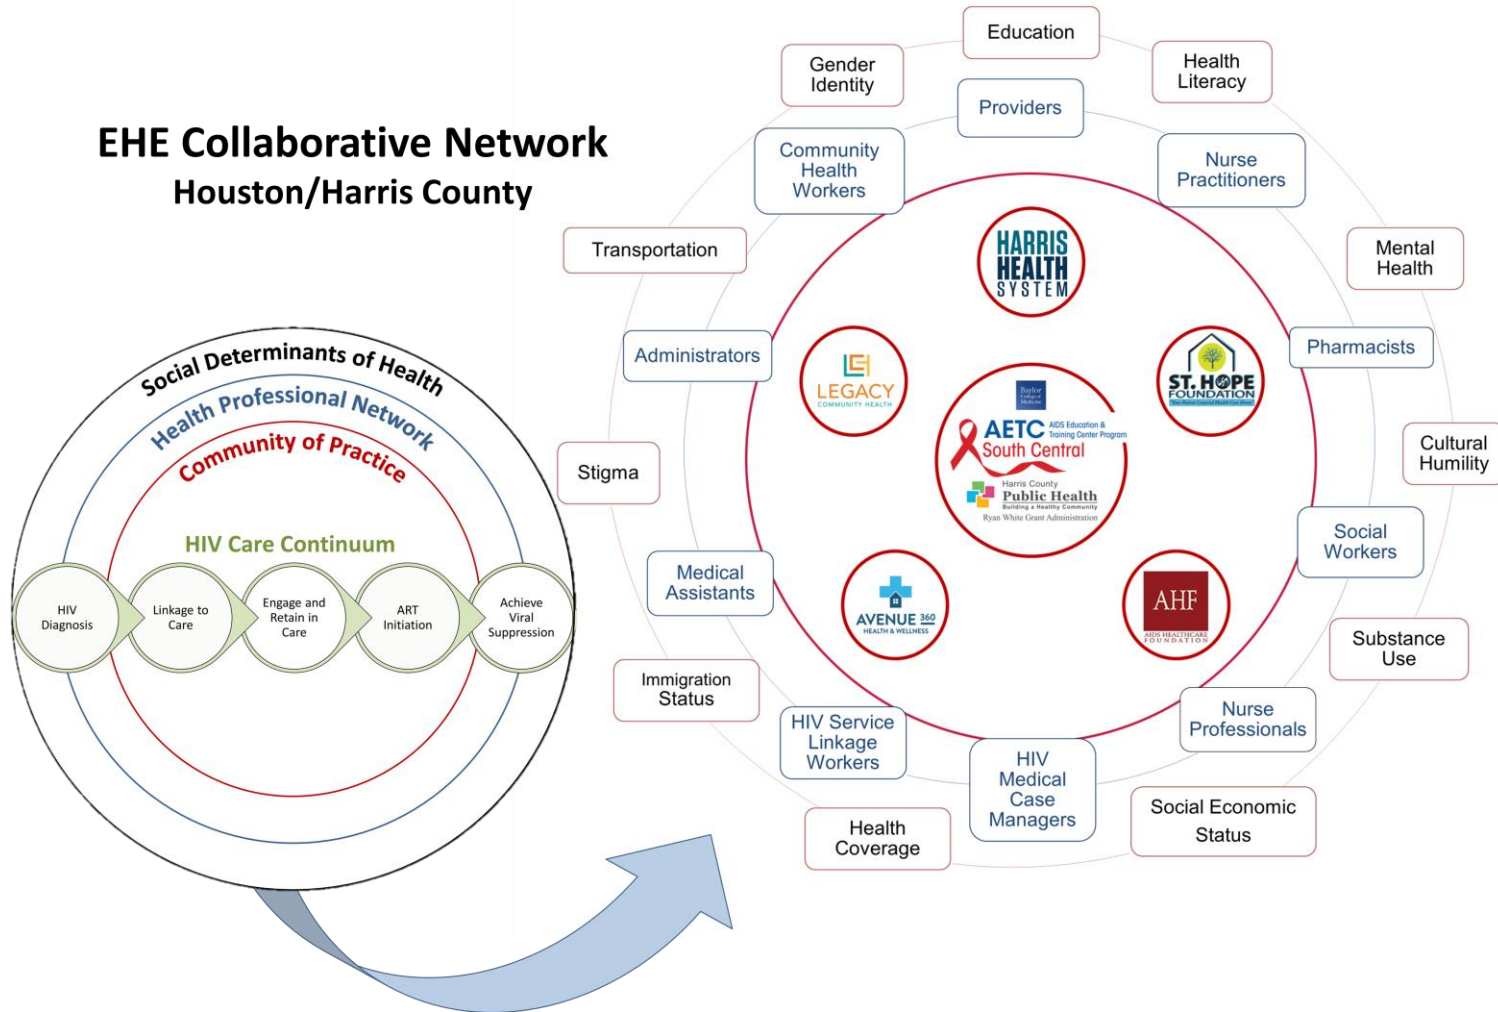 EHE Collaborative Network
Houston/Harris County
Social Determinants of Health
Health Professional Network
Community of Practice
HIV Care Continuum
HIV
Diagnosis
Linkage to
Care
Engage and
Retain in
Care
ART
Initiation
Achieve
Viral
Suppression
Education
Gender
Identity
Health
Literacy
Transportation
Mental
Health
Stigma
Cultural
Humility
Immigration
Status
Substance
Use
Health
Coverage
Social Economic
Status
Providers
Community
Health
Workers
Nurse
Practitioners
Administrators
Pharmacists
Medical
Assistants
Social
Workers
HIV Service
Linkage
Workers
HIV
Medical
Case
Managers
Nurse
Professionals
HARRIS
HEALTH
SYSTEM
LEGACY
COMMUNITY HEALTH
ST. HOPE
FOUNDATION
Baylor
College of
Medicine
AETC AIDS Education &
Training Center Program
South Central
Harris County
Public Health
Building a Healthy Community
Ryan White Grant Administration
AVENUE 360
HEALTH & WELLNESS
AHF
AIDS HEALTHCARE
FOUNDATION